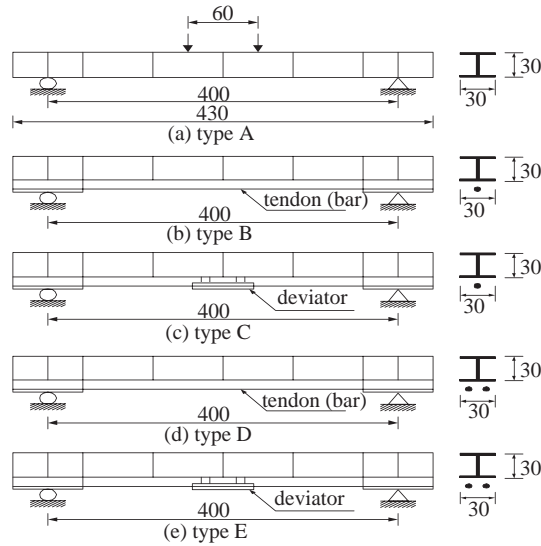 60
30
400
30
430
(a) type A
tendon (bar)
30
400
30
(b) type B
30
deviator
400
30
(c) type C
30
tendon (bar)
400
30
(d) type D
30
deviator
400
30
(e) type E